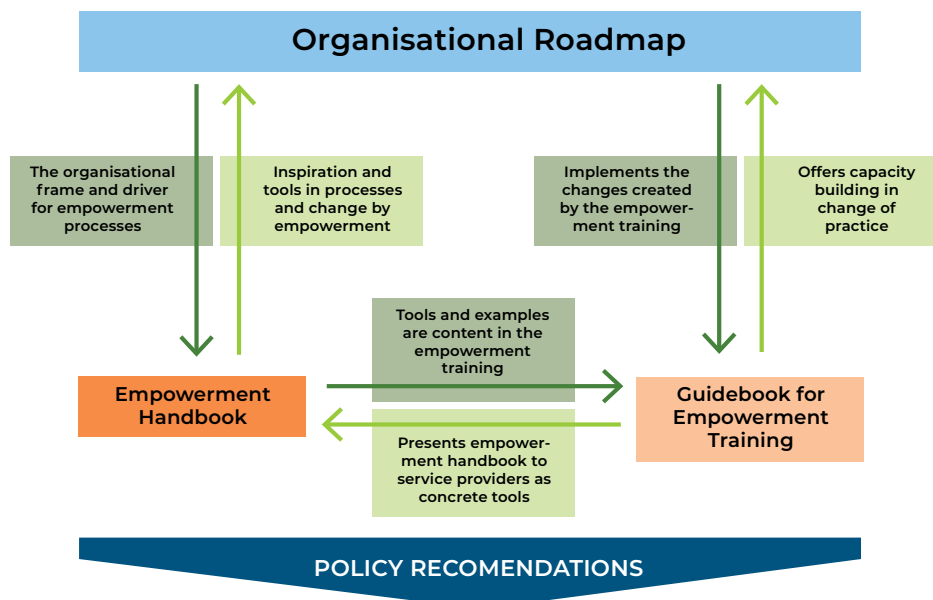 Organisational Roadmap
The organisational
frame and driver
for empowerment
processes
Inspiration and
tools in processes
and change by
empowerment
Implements the
changes created
by the empower-
ment training
Offers capacity
building in
change of
practice
Tools and examples
are content in the
empowerment
training
Empowerment
Handbook
Guidebook for
Empowerment
Training
Presents empower-
ment handbook to
service providers as
concrete tools
POLICY RECOMENDATIONS